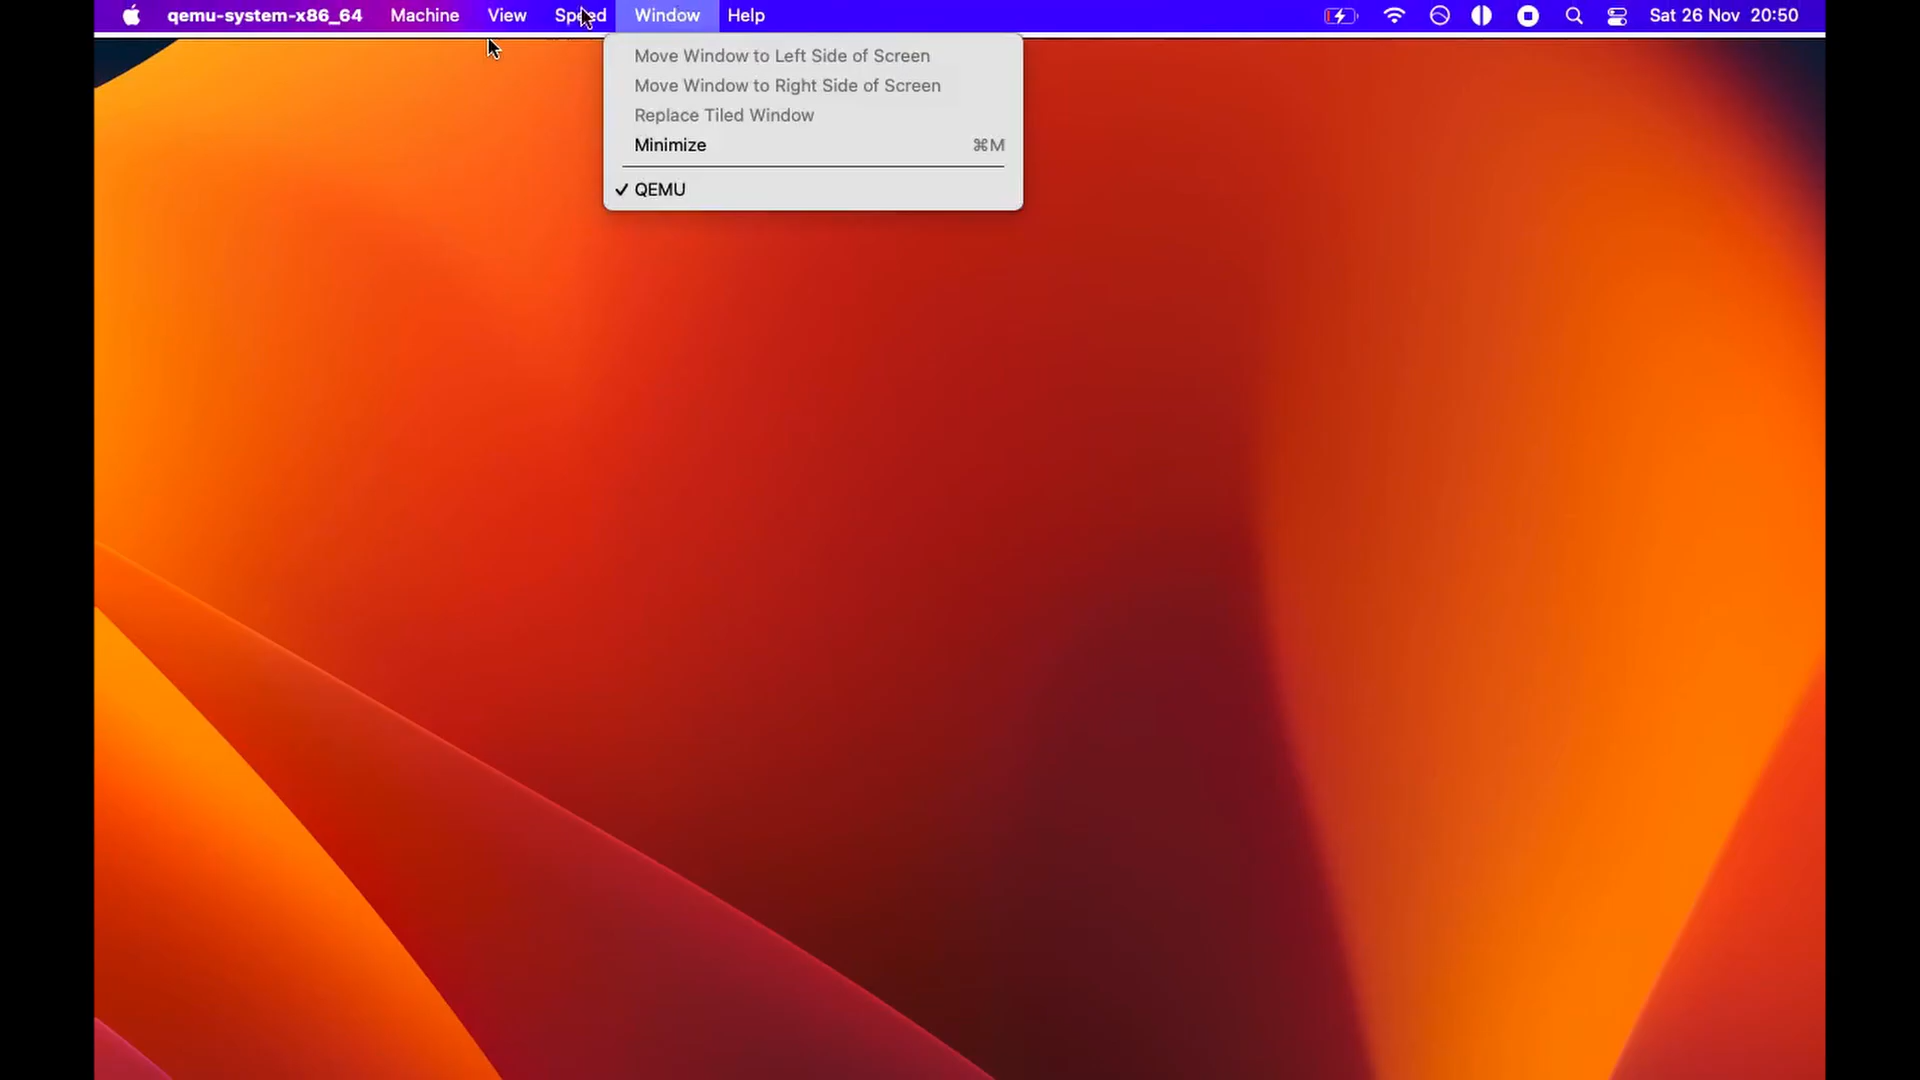 qemu-system-x86_64 Machine View Speed Window Help Sat 26 Nov 20:50
Move Window to Left Side of Screen
Move Window to Right Side of Screen
Replace Tiled Window
Minimize ⌘M
✓ QEMU